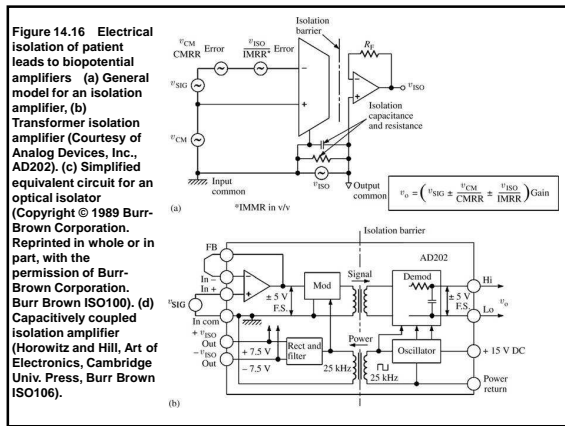 Figure 14.16 Electrical
isolation of patient
leads to biopotential
amplifiers (a) General
model for an isolation
amplifier, (b)
Transformer isolation
amplifier (Courtesy of
Analog Devices, Inc.,
AD202). (c) Simplified
equivalent circuit for an
optical isolator
(Copyright © 1989 Burr-
Brown Corporation.
Reprinted in whole or in
part, with the
permission of Burr-
Brown Corporation.
Burr Brown ISO100). (d)
Capacitively coupled
isolation amplifier
(Horowitz and Hill, Art of
Electronics, Cambridge
Univ. Press, Burr Brown
ISO106).
Isolation
barrier
vCM
CMRR
Error
vISO
IMRR*
Error
RF
−
+
−
+
vSIG
vISO
vCM
Isolation
capacitance
and resistance
Input
common
vISO
Output
common
(a)
*IMMR in v/v
vo = ( vSIG ± vCM/CMRR ± vISO/IMRR ) Gain
Isolation barrier
FB
In −
In +
−
+
± 5 V
F.S.
Mod
Signal
AD202
Demod
± 5 V
F.S.
Hi
Lo
vo
vSIG
In com
+ vISO
Out
− vISO
Out
+ 7.5 V
− 7.5 V
Rect and
filter
Power
25 kHz
25 kHz
Oscillator
+ 15 V DC
Power
return
(b)